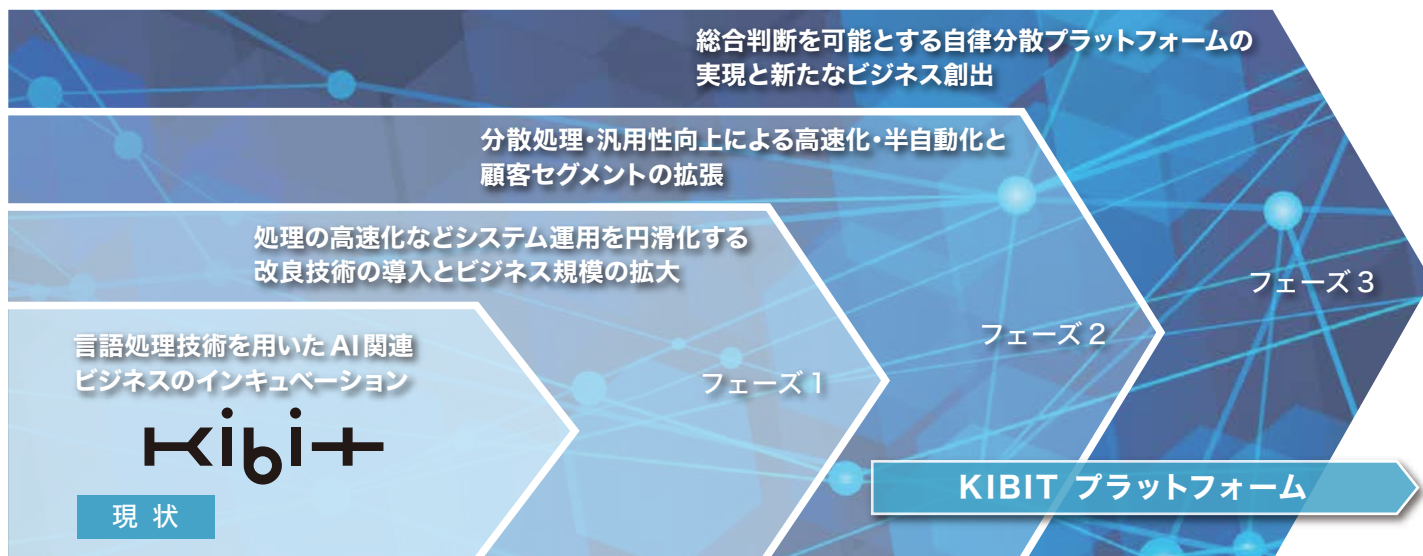 総合判断を可能とする自律分散プラットフォームの
実現と新たなビジネス創出
分散処理・汎用性向上による高速化・半自動化と
顧客セグメントの拡張
処理の高速化などシステム運用を円滑化する
改良技術の導入とビジネス規模の拡大
フェーズ3
フェーズ2
言語処理技術を用いたAI関連
ビジネスのインキュベーション
フェーズ1
Kibit
KIBIT プラットフォーム
現 状